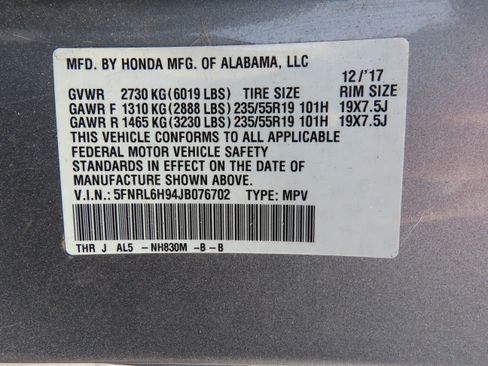 MFD. BY HONDA MFG. OF ALABAMA, LLC
12/'17
GVWR 2730 KG(6019 LBS) TIRE SIZE RIM SIZE
GAWR F 1310 KG(2888 LBS)235/55R19 101H 19X7.5J
GAWR R 1465 KG(3230 LBS)235/55R19 101H 19X7.5J
THIS VEHICLE CONFORMS TO ALL APPLICABLE
FEDERAL MOTOR VEHICLE SAFETY
STANDARDS IN EFFECT ON THE DATE OF
MANUFACTURE SHOWN ABOVE.
V.I.N.: 5FNRL6H94JB076702 TYPE: MPV
THR J AL5 -NH830M -B -B